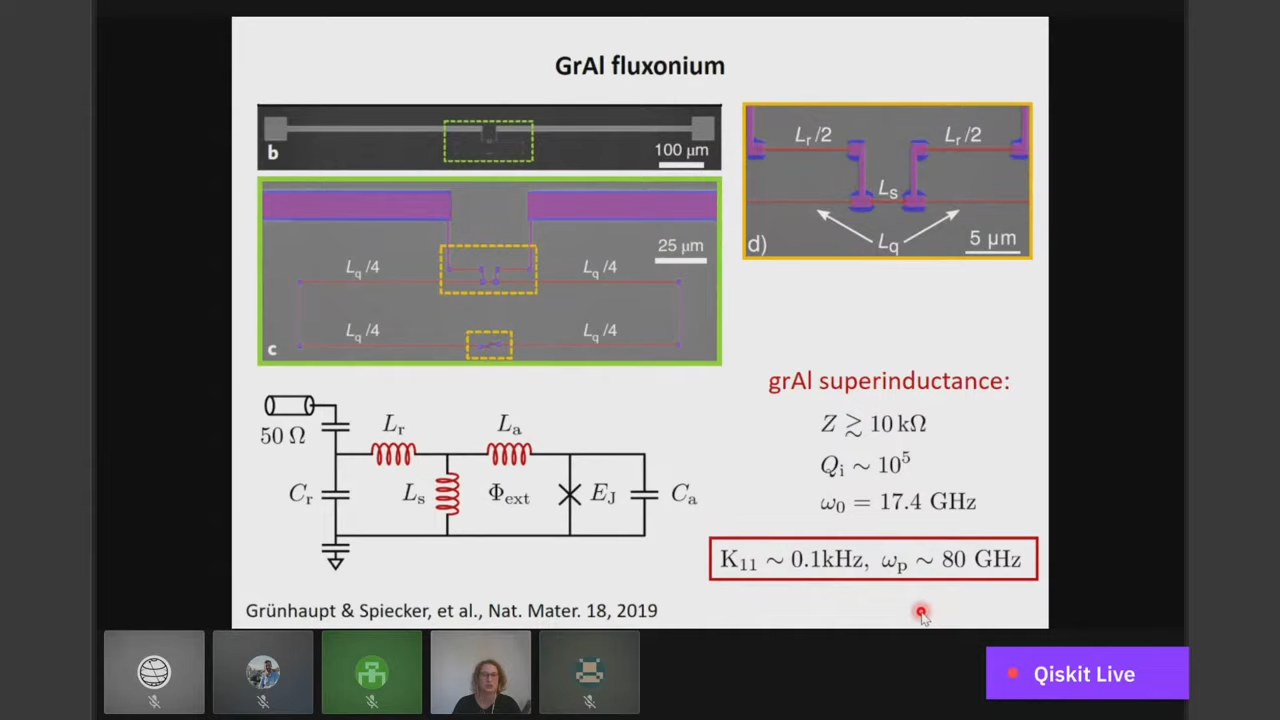 GrAl fluxonium
b
100 μm
25 μm
L_q/4
L_q/4
L_q/4
L_q/4
c
L_r/2
L_r/2
L_s
L_q
d)
5 μm
50 Ω
L_r
L_a
C_r
L_s
Φ_ext
E_J
C_a
grAl superinductance:
Z ≳ 10 kΩ
Q_i ∼ 10^5
ω_0 = 17.4 GHz
K_11 ∼ 0.1kHz, ω_p ∼ 80 GHz
Grünhaupt & Spiecker, et al., Nat. Mater. 18, 2019
Qiskit Live